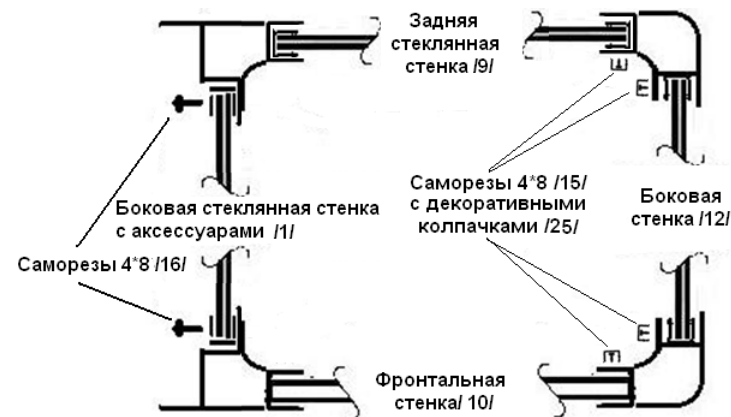 Задняя
стеклянная
стенка /9/
Саморезы 4*8 /15/
с декоративными
колпачками /25/
Боковая
стенка /12/
Боковая стеклянная стенка
с аксессуарами /1/
Саморезы 4*8 /16/
Фронтальная
стенка/ 10/